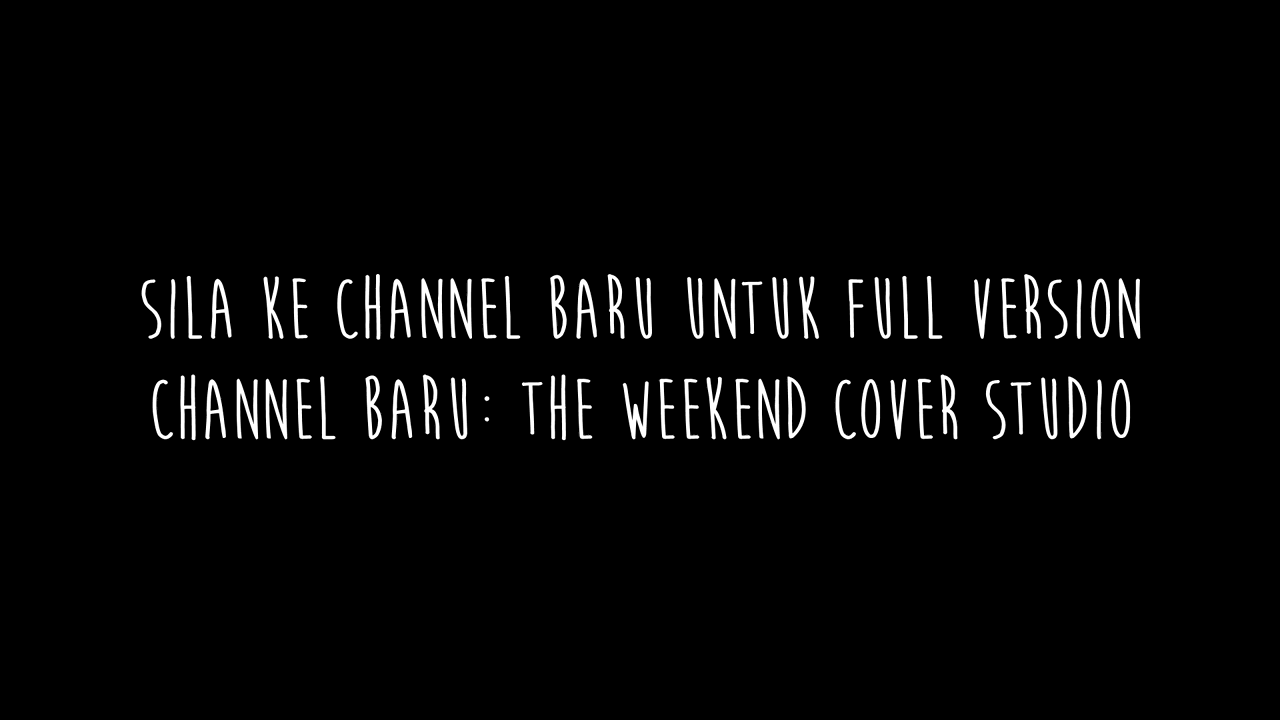 SILA KE CHANNEL BARU UNTUK FULL VERSION
CHANNEL BARU: THE WEEKEND COVER STUDIO